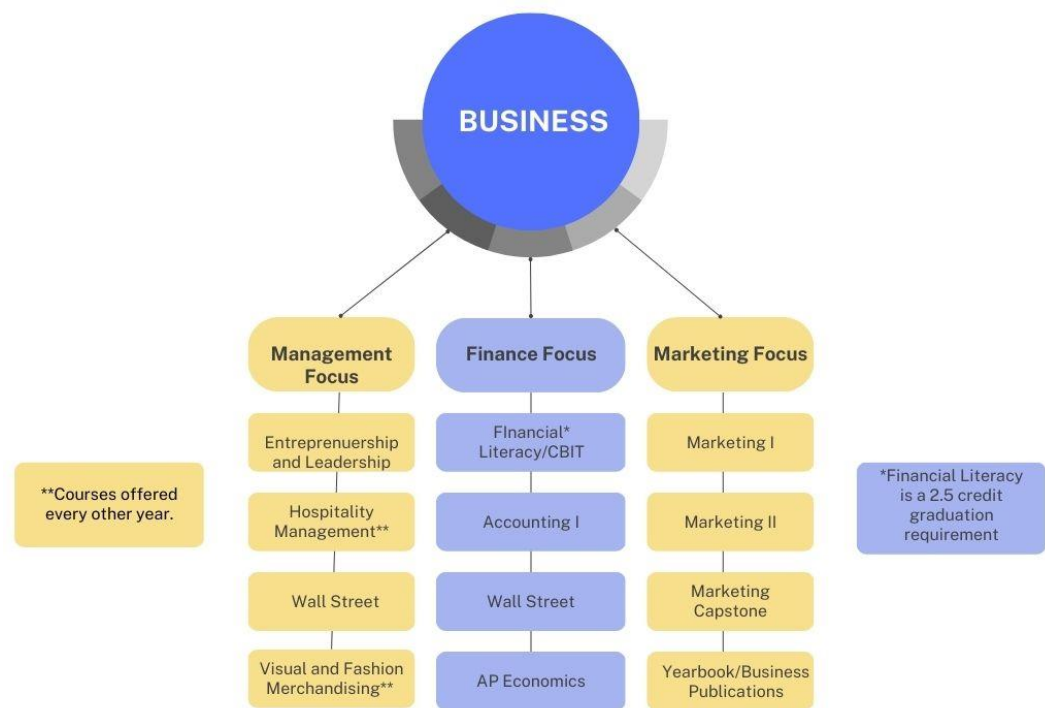 BUSINESS
Management
Focus
Entreprenuership
and Leadership
Hospitality
Management**
Wall Street
Visual and Fashion
Merchandising**
Finance Focus
FInancial*
Literacy/CBIT
Accounting I
Wall Street
AP Economics
Marketing Focus
Marketing I
Marketing II
Marketing
Capstone
Yearbook/Business
Publications
**Courses offered
every other year.
*Financial Literacy
is a 2.5 credit
graduation
requirement